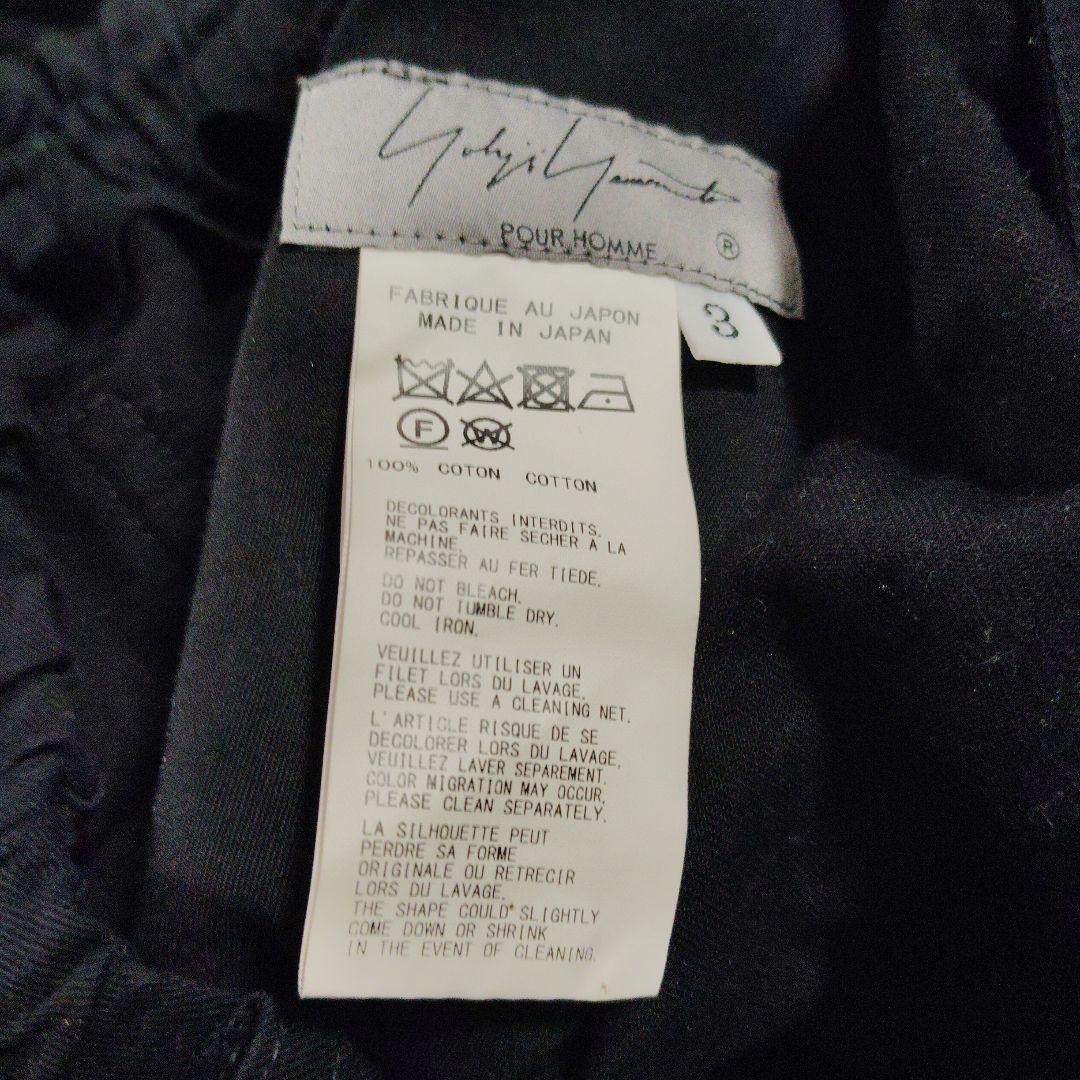 Yohji Yamamoto
POUR HOMME ®
3
FABRIQUE AU JAPON
MADE IN JAPAN
F W
100% COTON COTTON
DECOLORANTS INTERDITS.
NE PAS FAIRE SECHER A LA
MACHINE.
REPASSER AU FER TIEDE.
DO NOT BLEACH.
DO NOT TUMBLE DRY.
COOL IRON.
VEUILLEZ UTILISER UN
FILET LORS DU LAVAGE.
PLEASE USE A CLEANING NET.
L'ARTICLE RISQUE DE SE
DECOLORER LORS DU LAVAGE.
VEUILLEZ LAVER SEPAREMENT.
COLOR MIGRATION MAY OCCUR.
PLEASE CLEAN SEPARATELY.
LA SILHOUETTE PEUT
PERDRE SA FORME
ORIGINALE OU RETRECIR
LORS DU LAVAGE.
THE SHAPE COULD SLIGHTLY
COME DOWN OR SHRINK
IN THE EVENT OF CLEANING.